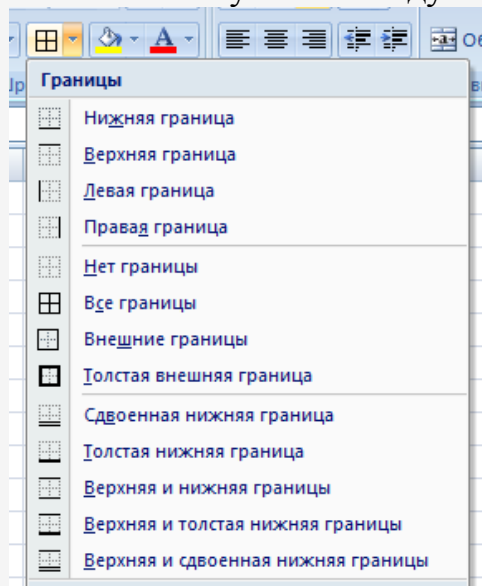 Границы
Нижняя граница
Верхняя граница
Левая граница
Правая граница
Нет границы
Все границы
Внешние границы
Толстая внешняя граница
Сдвоенная нижняя граница
Толстая нижняя граница
Верхняя и нижняя границы
Верхняя и толстая нижняя границы
Верхняя и сдвоенная нижняя границы